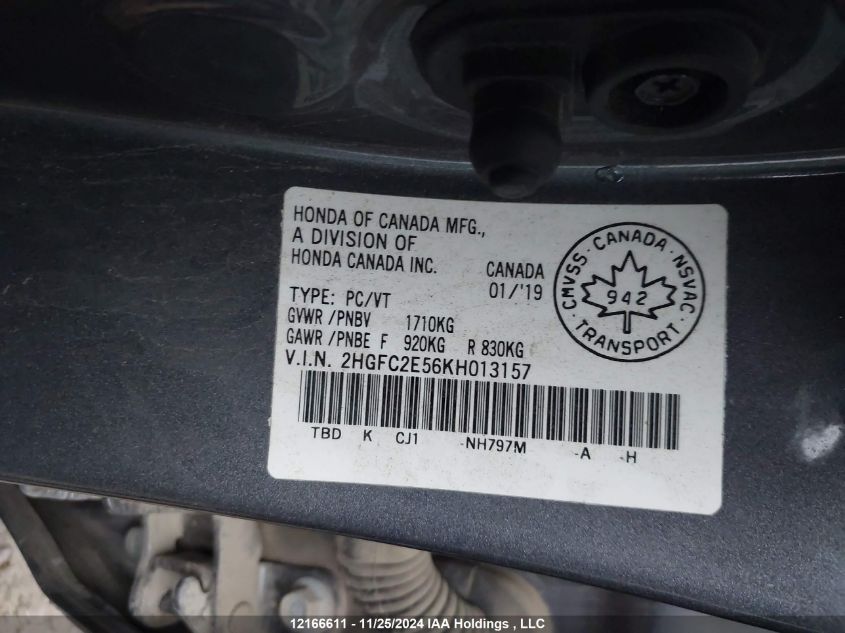 HONDA OF CANADA MFG.,
A DIVISION OF
HONDA CANADA INC.
CANADA
01/'19
TYPE: PC/VT
GVWR /PNBV 1710KG
GAWR /PNBE F 920KG R 830KG
V.I.N. 2HGFC2E56KH013157
TBD K CJ1 -NH797M -A -H
CMVSS · CANADA · NSVAC
942
· TRANSPORT ·
12166611 - 11/25/2024 IAA Holdings , LLC